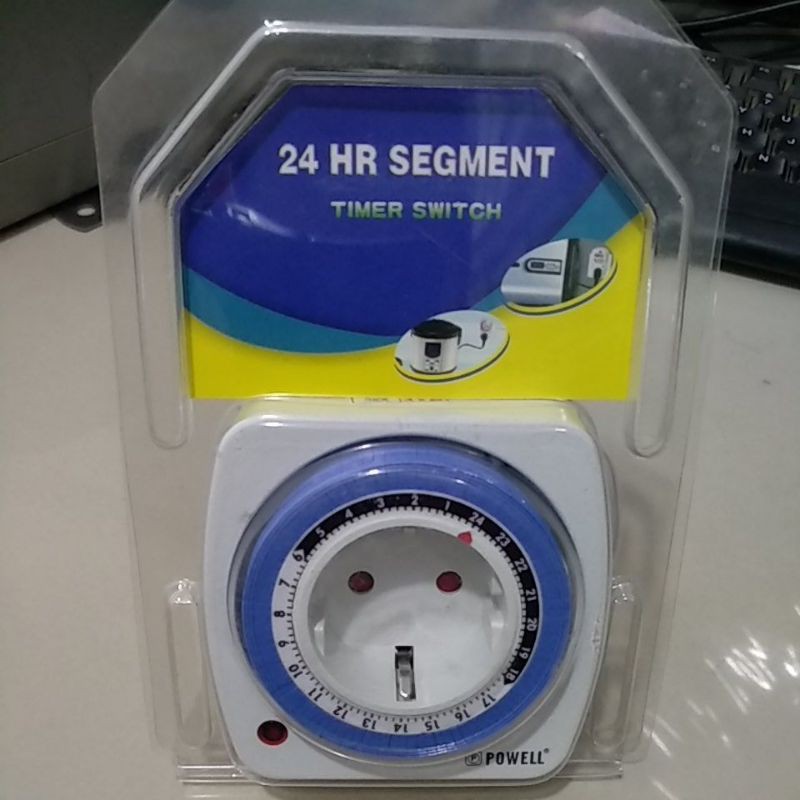 24 HR SEGMENT
TIMER SWITCH
1 2 3 4 5 6 7 8 9 10 11 12 13 14 15 16 17 18 19 20 21 22 23 24
P POWELL®